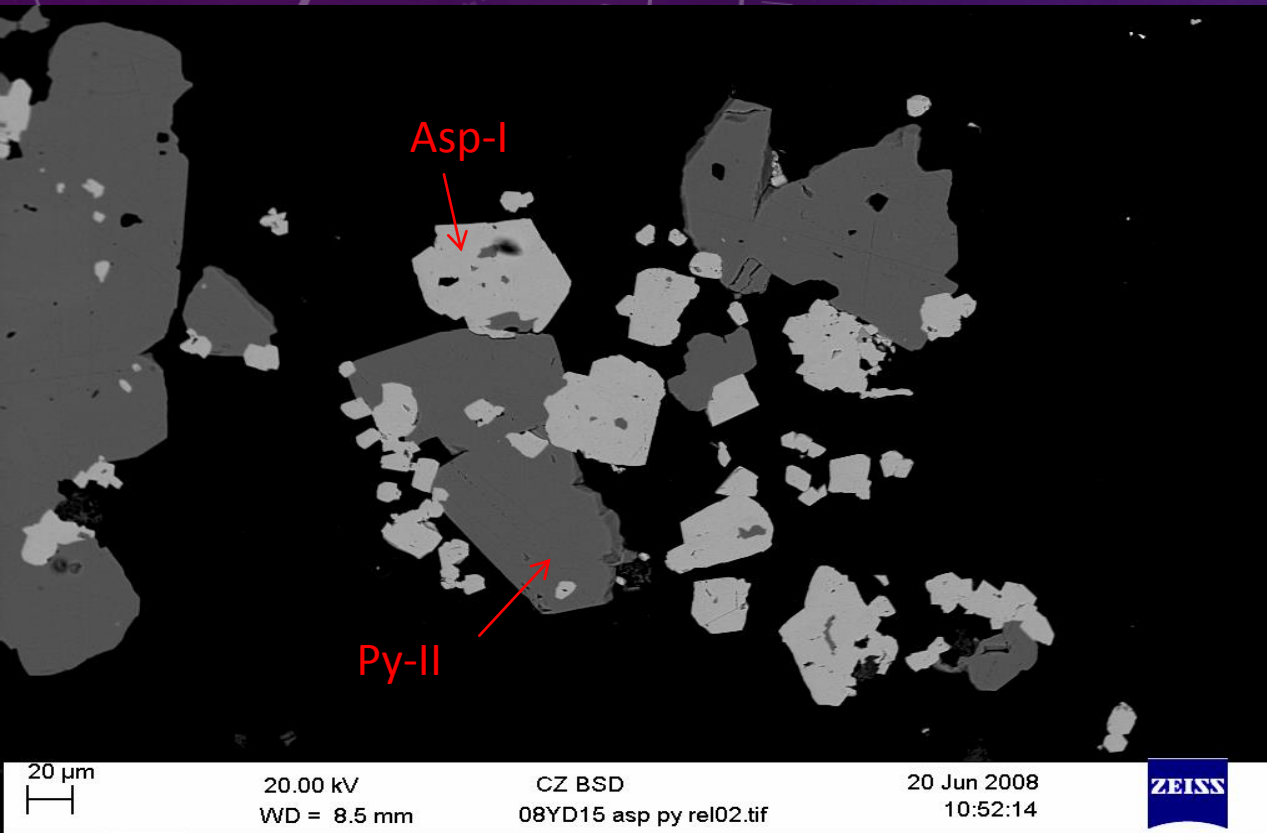 Asp-I
Py-II
20 µm
20.00 kV
WD = 8.5 mm
CZ BSD
08YD15 asp py rel02.tif
20 Jun 2008
10:52:14
ZEISS